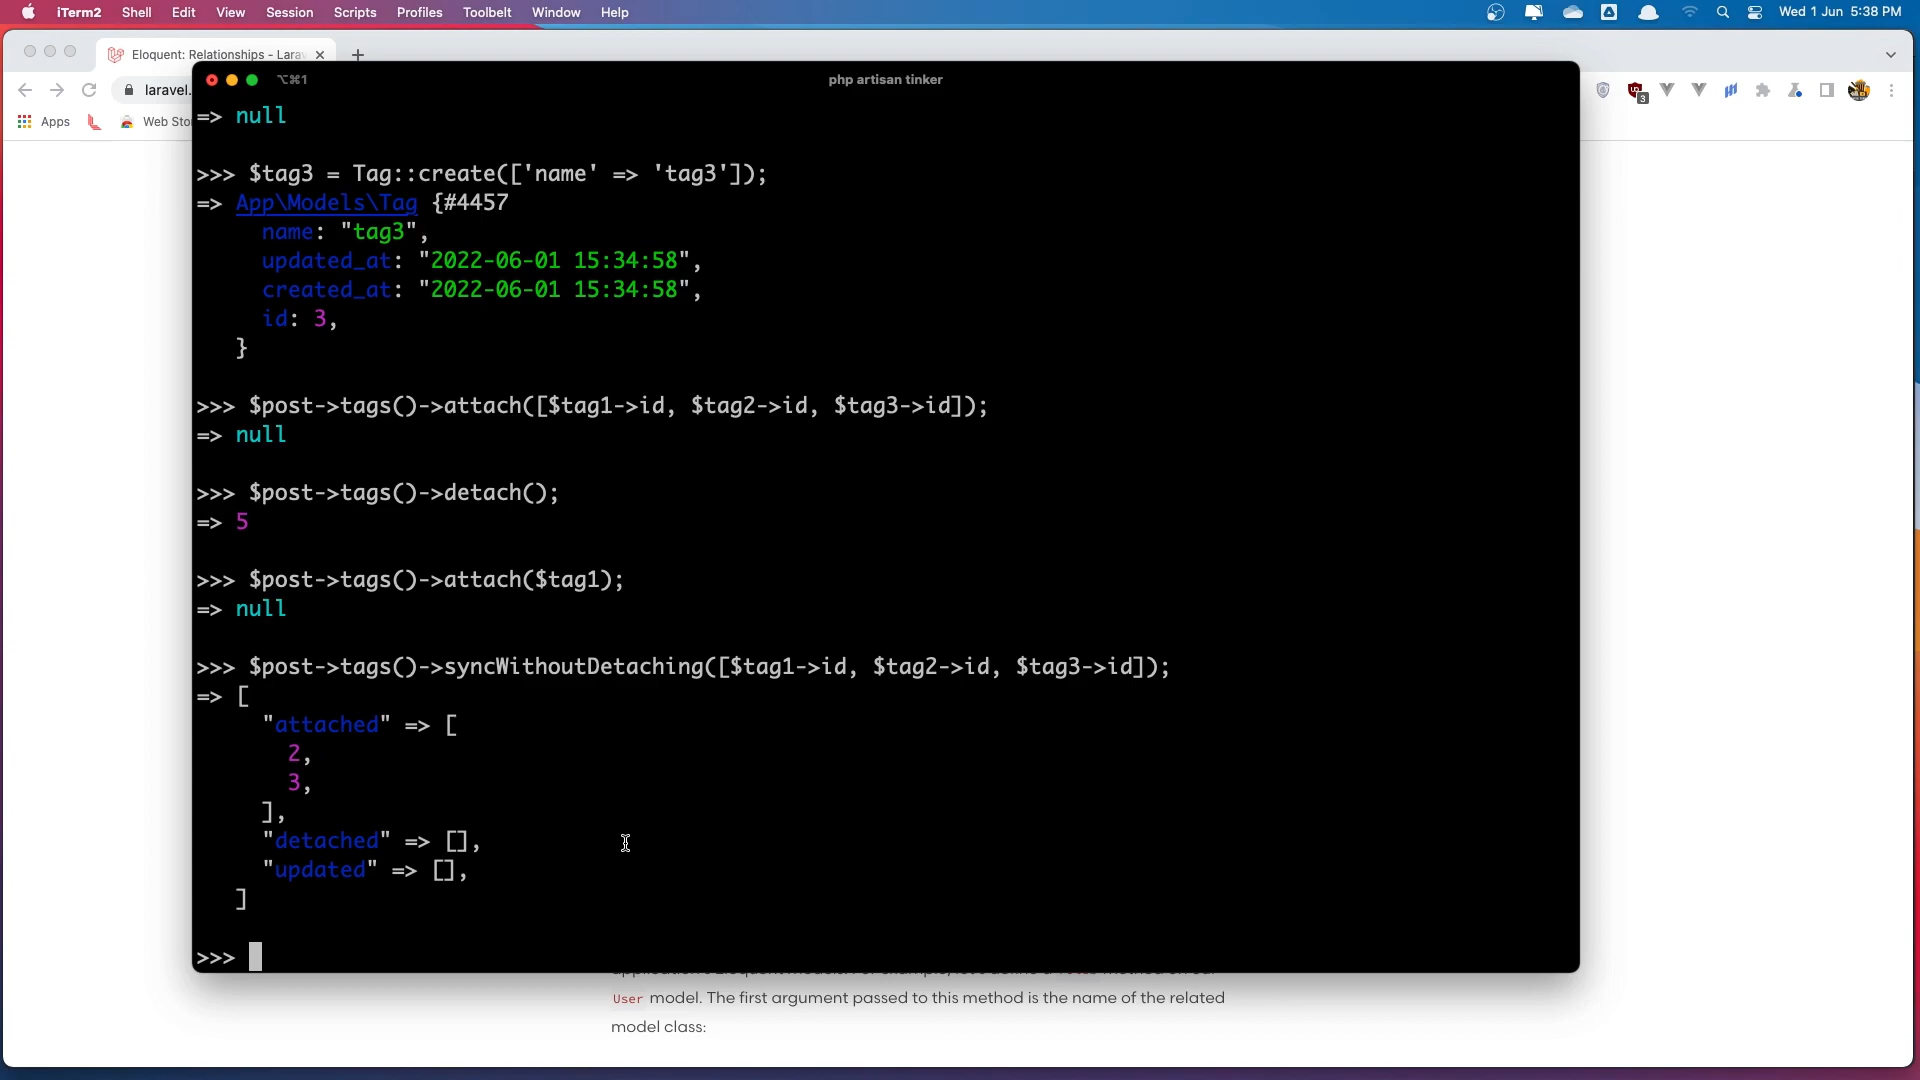 iTerm2 Shell Edit View Session Scripts Profiles Toolbelt Window Help Wed 1 Jun 5:38 PM
Eloquent: Relationships - Larav
laravel.
Apps Web Sto
3
⌥⌘1 php artisan tinker
=> null
>>> $tag3 = Tag::create(['name' => 'tag3']);
=> App\Models\Tag {#4457
name: "tag3",
updated_at: "2022-06-01 15:34:58",
created_at: "2022-06-01 15:34:58",
id: 3,
}
>>> $post->tags()->attach([$tag1->id, $tag2->id, $tag3->id]);
=> null
>>> $post->tags()->detach();
=> 5
>>> $post->tags()->attach($tag1);
=> null
>>> $post->tags()->syncWithoutDetaching([$tag1->id, $tag2->id, $tag3->id]);
=> [
"attached" => [
2,
3,
],
"detached" => [],
"updated" => [],
]
>>>
User model. The first argument passed to this method is the name of the related
model class: